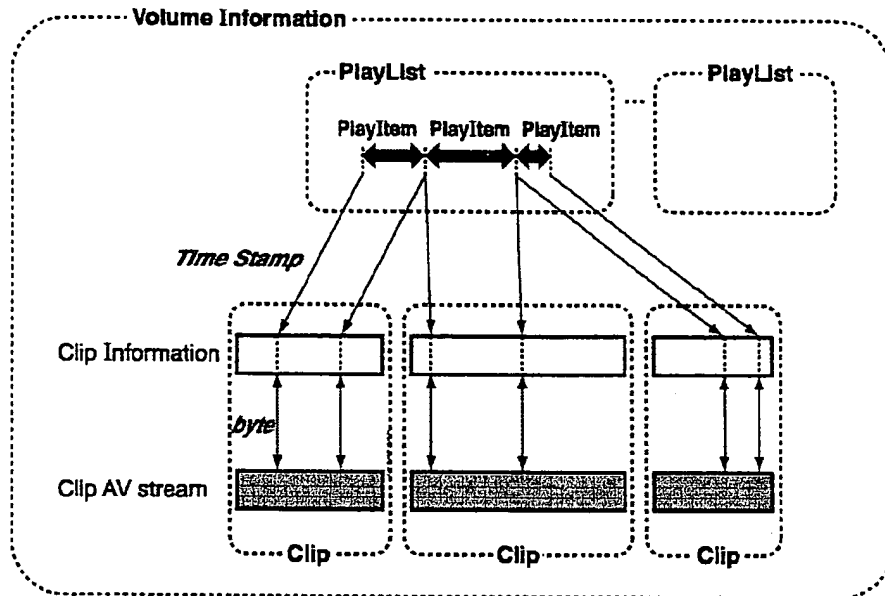 Volume Information
PlayList
PlayList
PlayItem PlayItem PlayItem
Time Stamp
Clip Information
byte
Clip AV stream
Clip
Clip
Clip